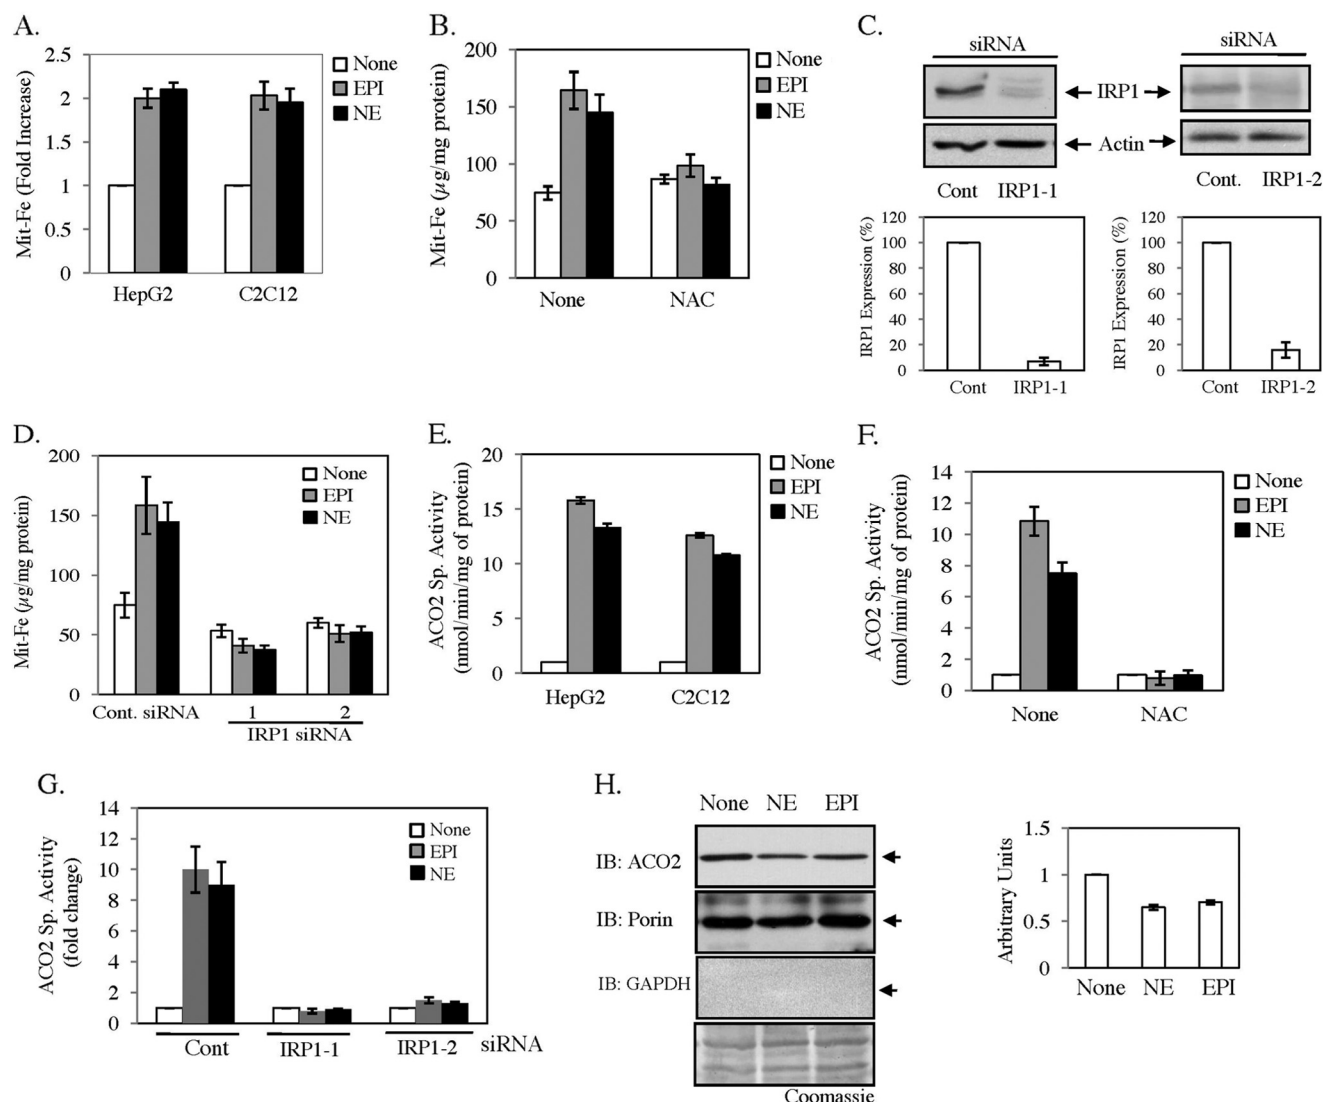 A.
Mit-Fe (Fold Increase)
2.5
2
1.5
1
0.5
0
HepG2 C2C12
None
EPI
NE
B.
Mit-Fe (µg/mg protein)
200
150
100
50
0
None NAC
None
EPI
NE
C.
siRNA
siRNA
IRP1
Actin
Cont IRP1-1
Cont. IRP1-2
IRP1 Expression (%)
120
100
80
60
40
20
0
Cont IRP1-1
IRP1 Expression (%)
120
100
80
60
40
20
0
Cont IRP1-2
D.
Mit-Fe (µg/mg protein)
200
150
100
50
0
None
EPI
NE
Cont. siRNA 1 2
IRP1 siRNA
E.
ACO2 Sp. Activity
(nmol/min/mg of protein)
20
15
10
5
0
HepG2 C2C12
None
EPI
NE
F.
ACO2 Sp. Activity
(nmol/min/mg of protein)
14
12
10
8
6
4
2
0
None NAC
None
EPI
NE
G.
ACO2 Sp. Activity
(fold change)
14
12
10
8
6
4
2
0
None
EPI
NE
Cont IRP1-1 IRP1-2 siRNA
H.
None NE EPI
IB: ACO2
IB: Porin
IB: GAPDH
Coomassie
Arbitrary Units
1.5
1
0.5
0
None NE EPI